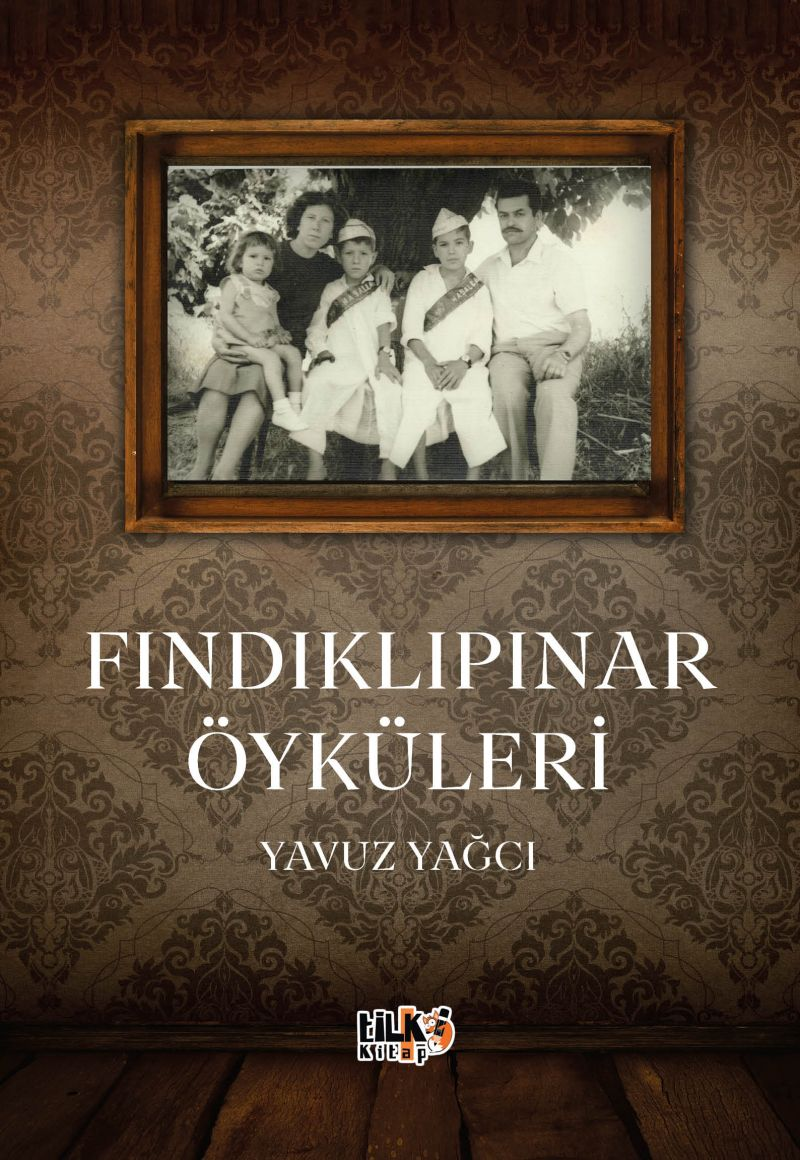 FINDIKLIPINAR
ÖYKÜLERİ
YAVUZ YAĞCI
tilki
kitap